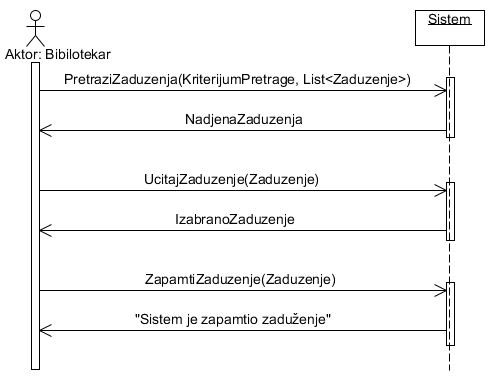 Sistem
Aktor: Bibilotekar
PretraziZaduzenja(KriterijumPretrage, List<Zaduzenje>)
NadjenaZaduzenja
UcitajZaduzenje(Zaduzenje)
IzabranoZaduzenje
ZapamtiZaduzenje(Zaduzenje)
"Sistem je zapamtio zaduženje"